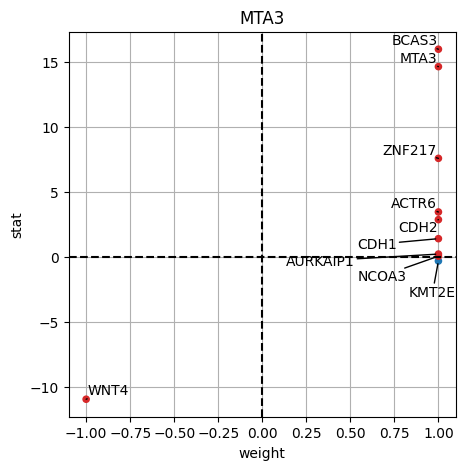 MTA3
BCAS3
MTA3
ZNF217
ACTR6
CDH2
CDH1
AURKAIP1
NCOA3
KMT2E
WNT4
stat
15
10
5
0
−5
−10
−1.00 −0.75 −0.50 −0.25 0.00 0.25 0.50 0.75 1.00
weight